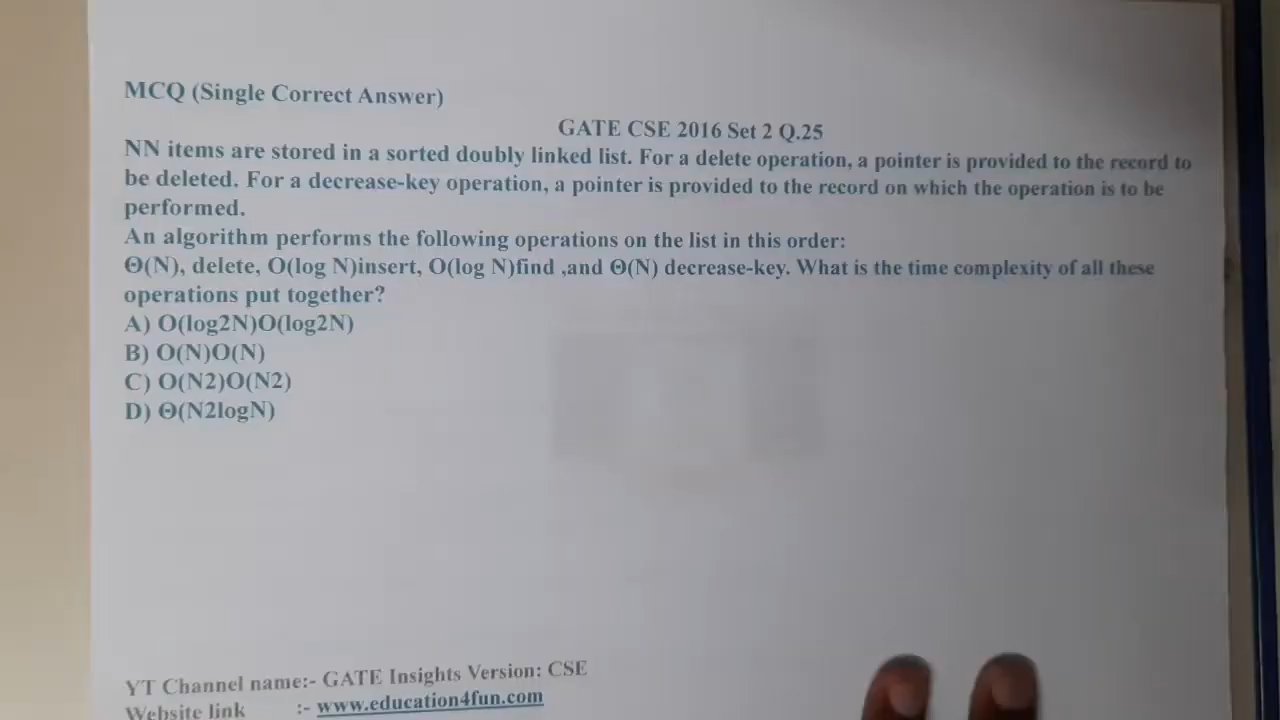 MCQ (Single Correct Answer)
GATE CSE 2016 Set 2 Q.25
NN items are stored in a sorted doubly linked list. For a delete operation, a pointer is provided to the record to
be deleted. For a decrease-key operation, a pointer is provided to the record on which the operation is to be
performed.
An algorithm performs the following operations on the list in this order:
Θ(N), delete, O(log N)insert, O(log N)find ,and Θ(N) decrease-key. What is the time complexity of all these
operations put together?
A) O(log2N)O(log2N)
B) O(N)O(N)
C) O(N2)O(N2)
D) Θ(N2logN)
YT Channel name:- GATE Insights Version: CSE
Website link :- www.education4fun.com